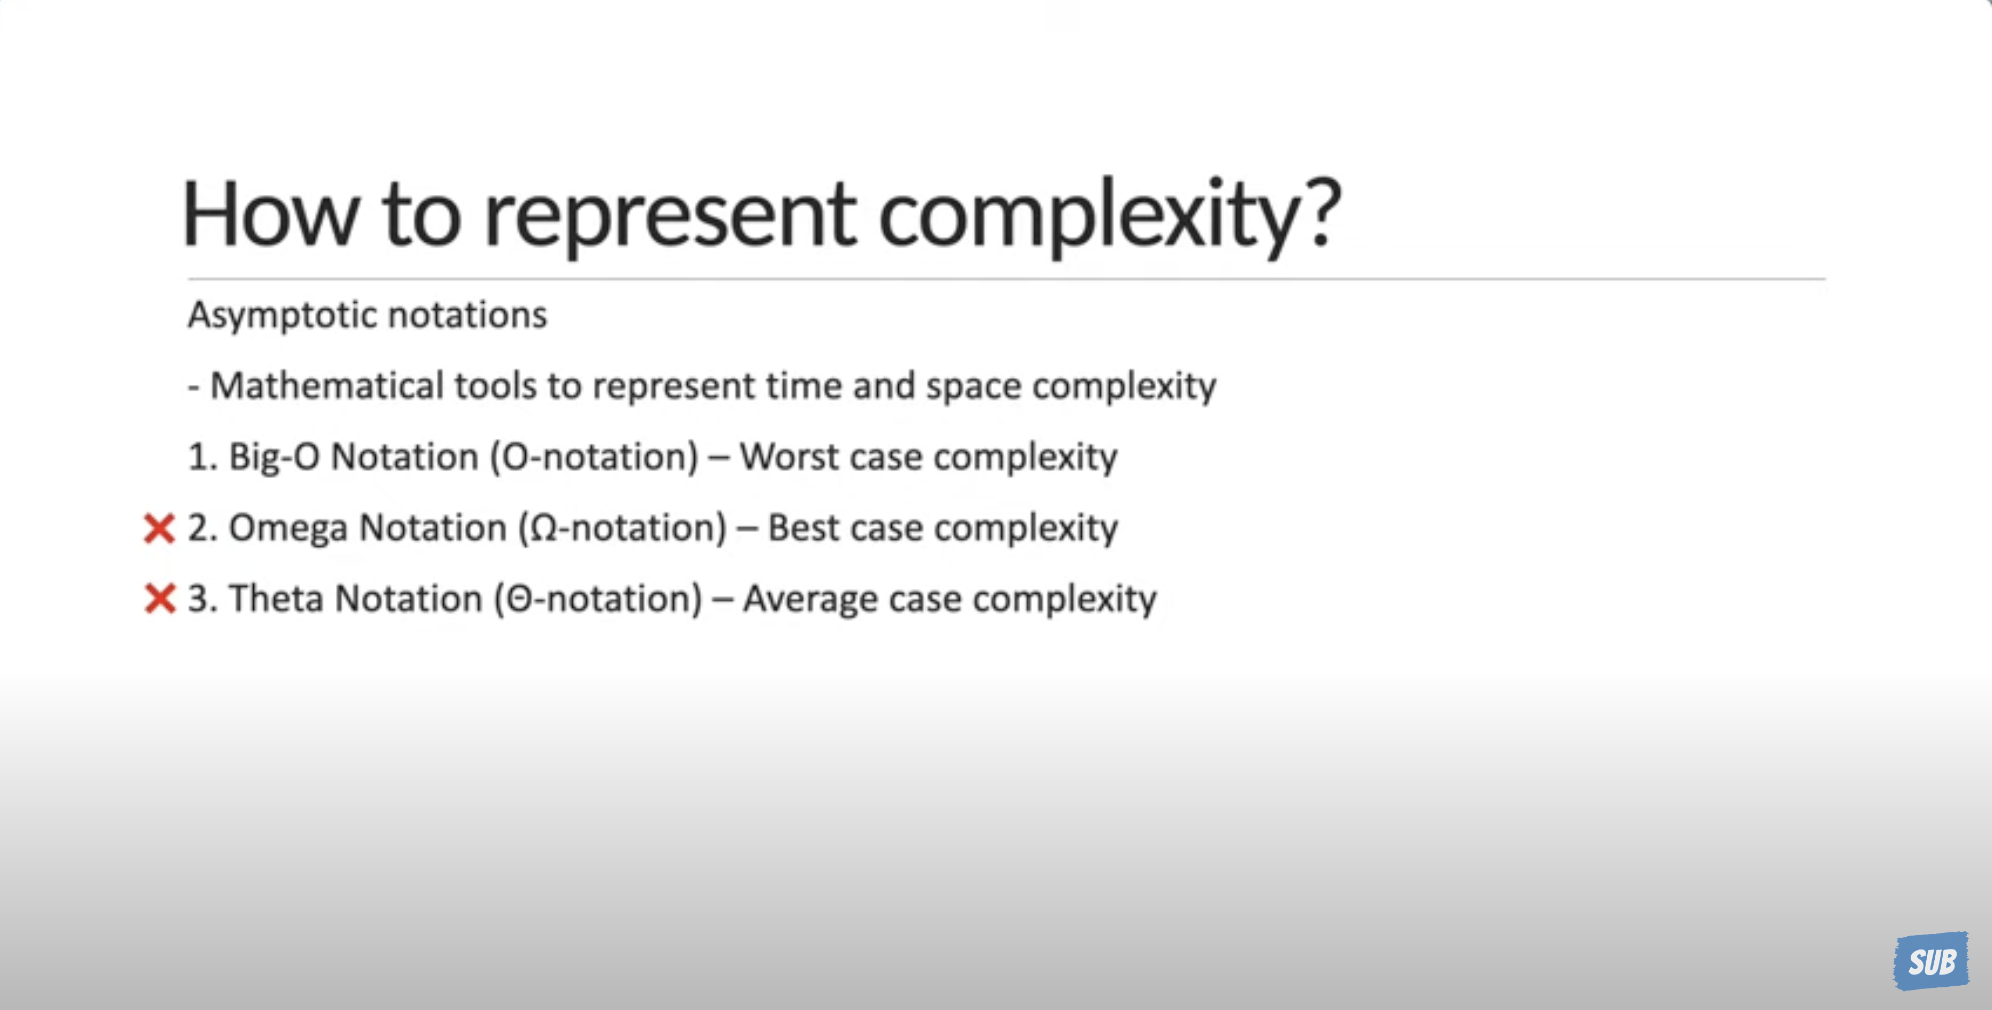 How to represent complexity?
Asymptotic notations
- Mathematical tools to represent time and space complexity
1. Big-O Notation (O-notation) – Worst case complexity
❌ 2. Omega Notation (Ω-notation) – Best case complexity
❌ 3. Theta Notation (Θ-notation) – Average case complexity
SUB